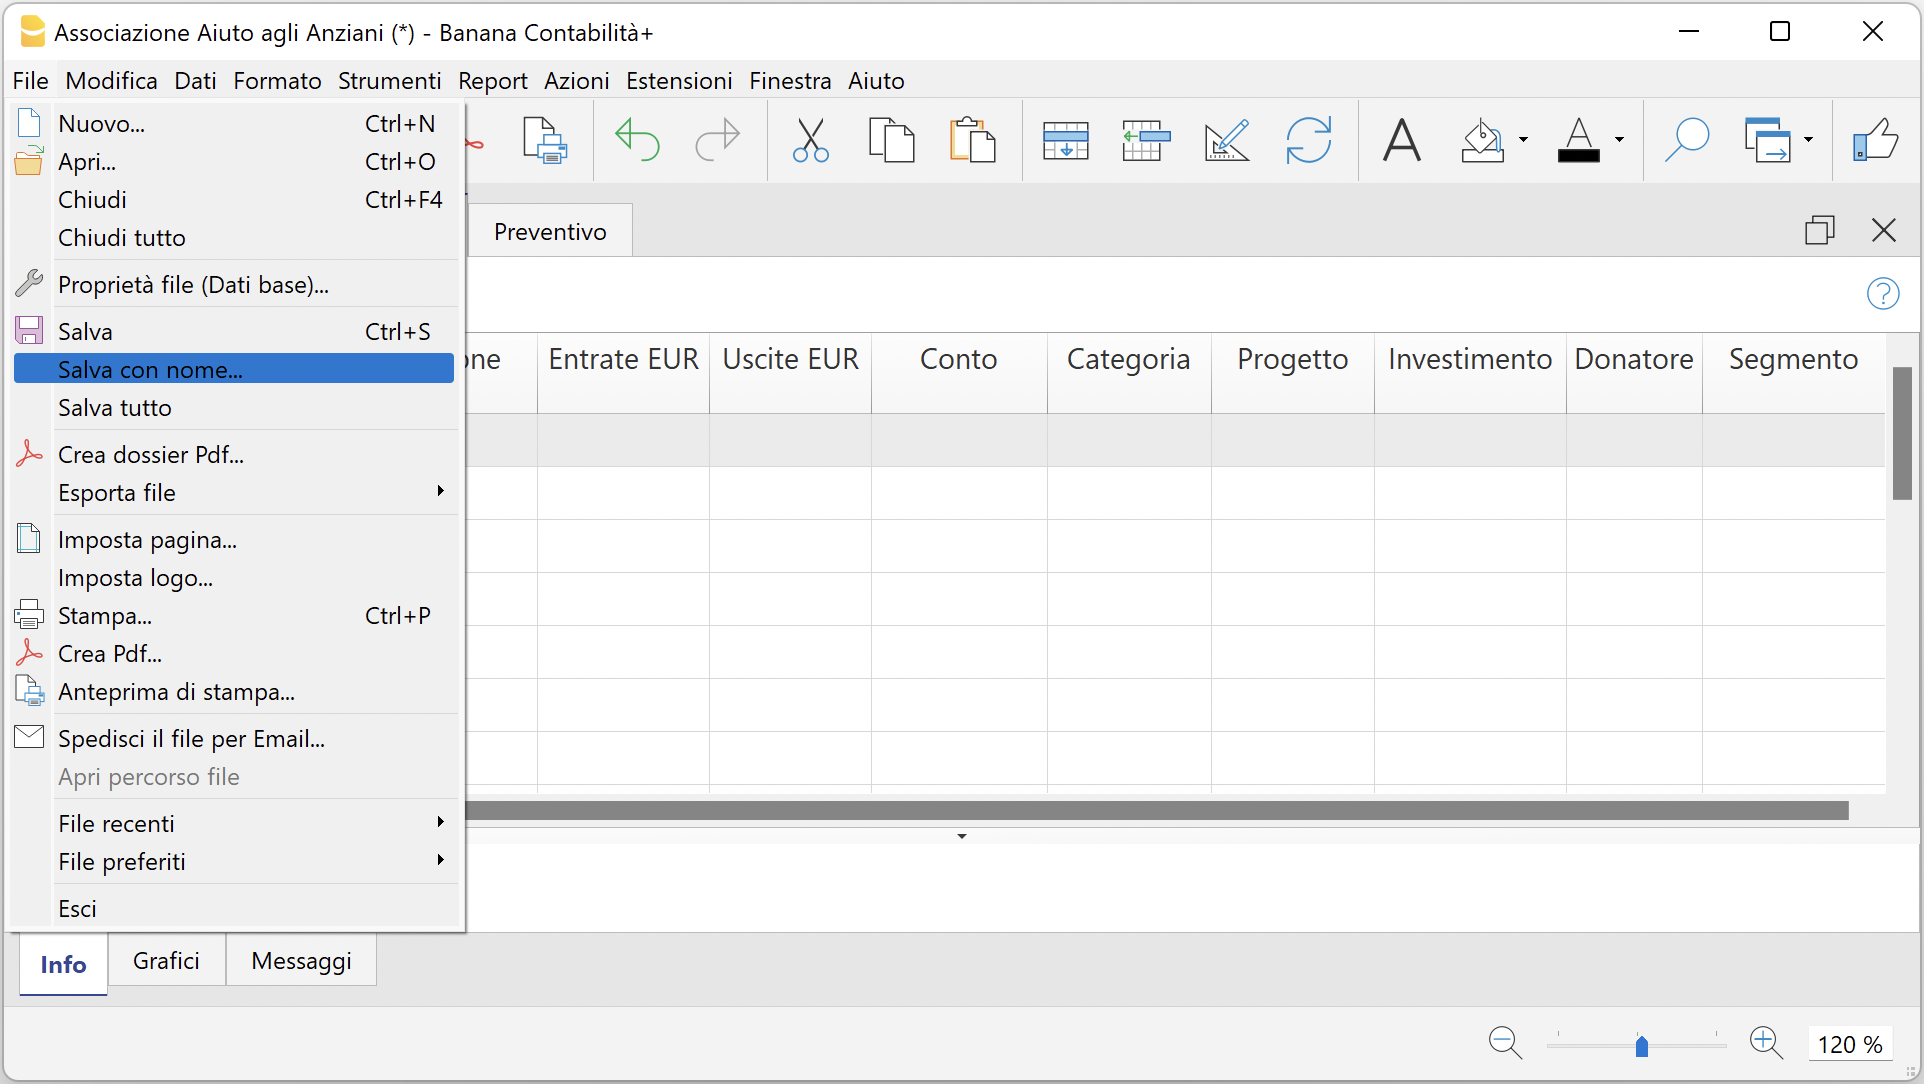 Associazione Aiuto agli Anziani (*) - Banana Contabilità+
File Modifica Dati Formato Strumenti Report Azioni Estensioni Finestra Aiuto
Nuovo... Ctrl+N
Apri... Ctrl+O
Chiudi Ctrl+F4
Chiudi tutto
Proprietà file (Dati base)...
Salva Ctrl+S
Salva con nome...
Salva tutto
Crea dossier Pdf...
Esporta file
Imposta pagina...
Imposta logo...
Stampa... Ctrl+P
Crea Pdf...
Anteprima di stampa...
Spedisci il file per Email...
Apri percorso file
File recenti
File preferiti
Esci
Preventivo
Entrate EUR Uscite EUR Conto Categoria Progetto Investimento Donatore Segmento
Info Grafici Messaggi
120 %